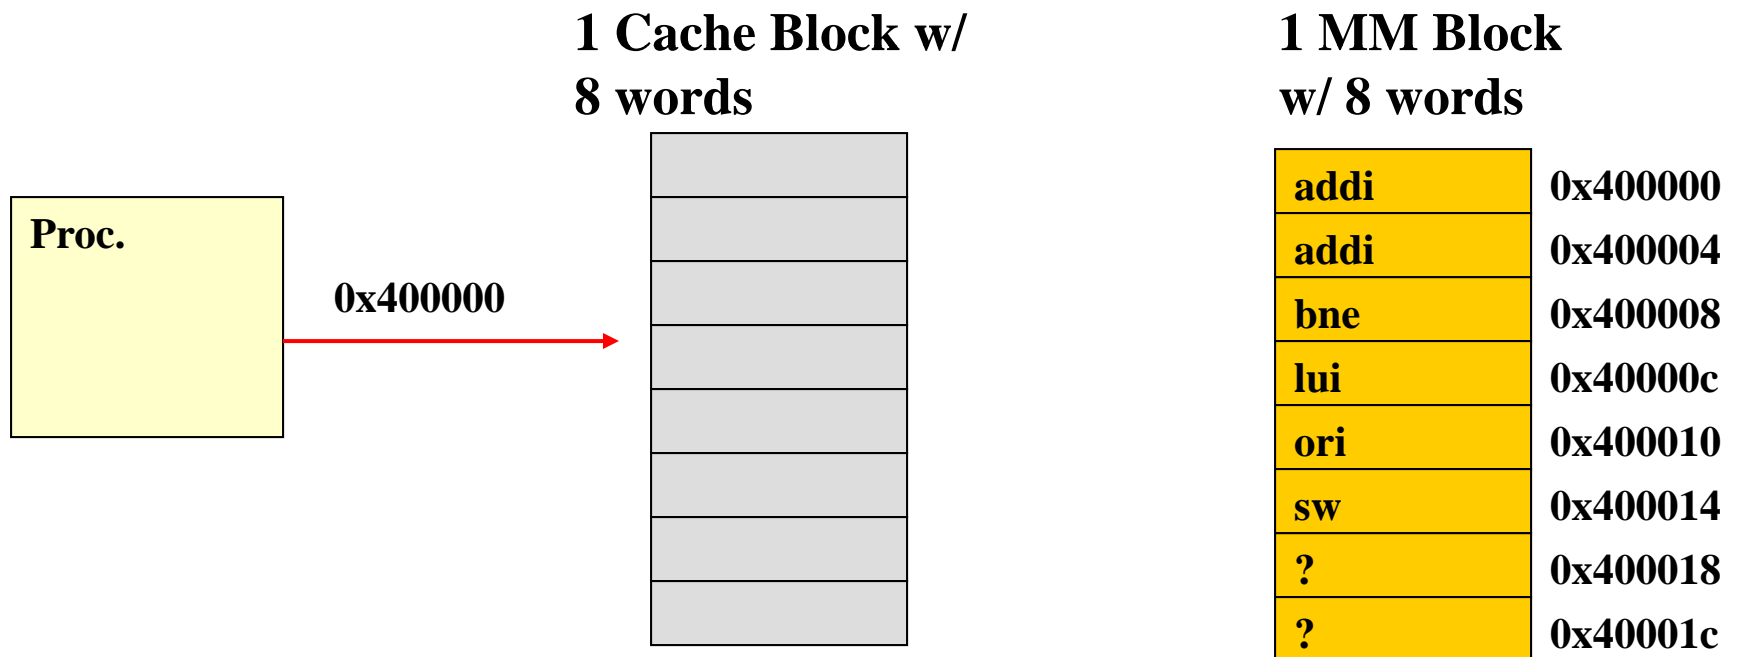 1 Cache Block w/
8 words
1 MM Block
w/ 8 words
Proc.
0x400000
addi 0x400000
addi 0x400004
bne 0x400008
lui 0x40000c
ori 0x400010
sw 0x400014
? 0x400018
? 0x40001c